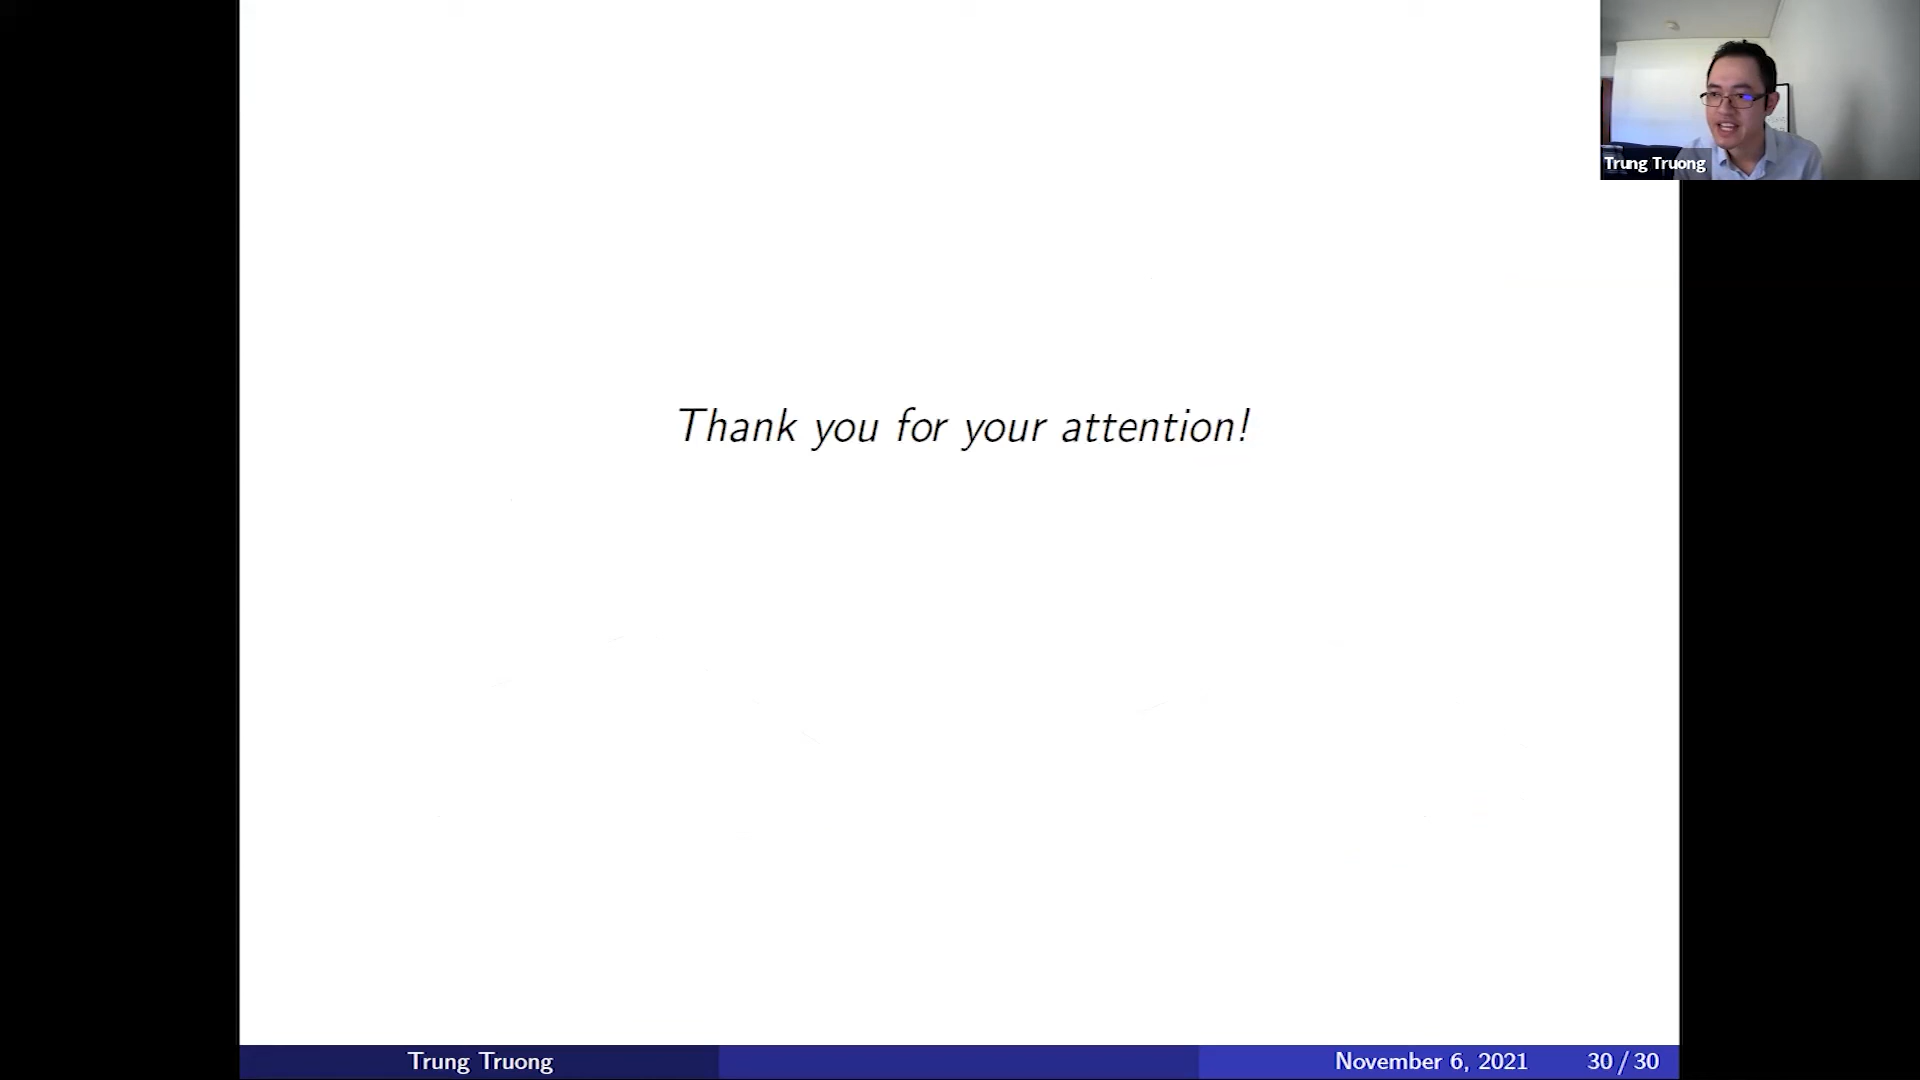 Trung Truong
Thank you for your attention!
Trung Truong
November 6, 2021
30 / 30